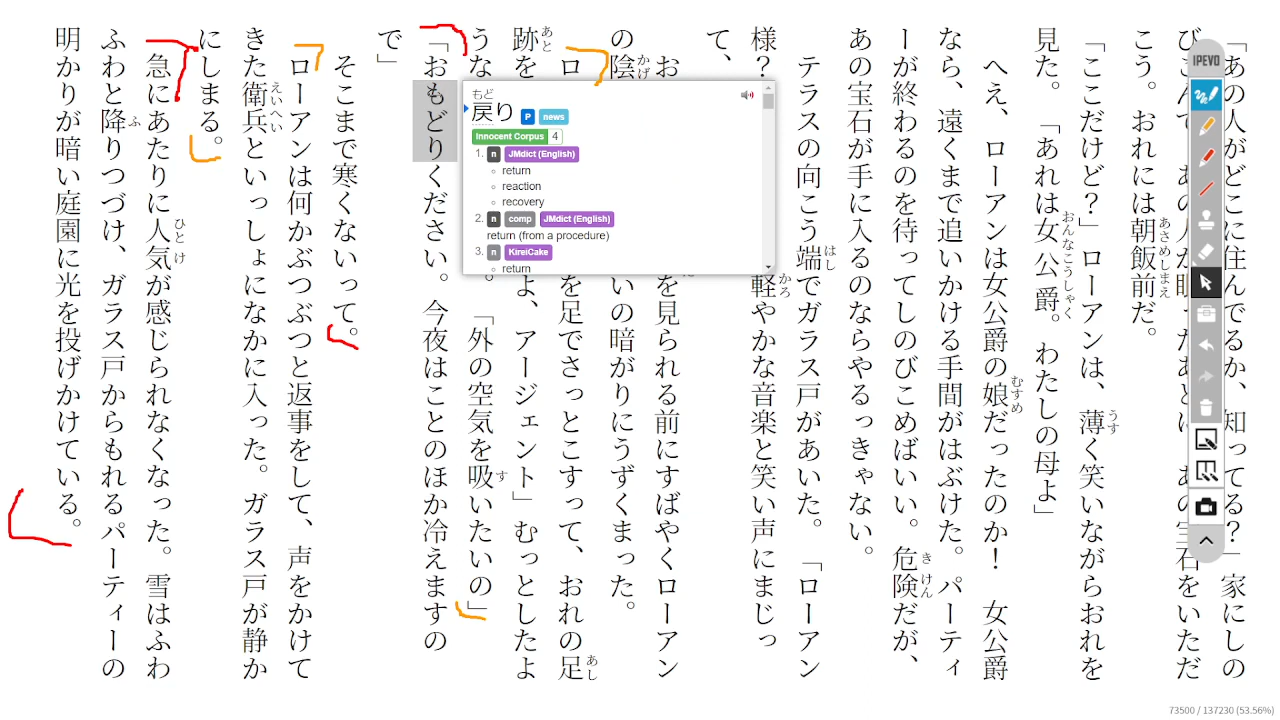 「あの人がどこに住んでるか、知ってる？」家にしの
びこんで、あの人が眠ったあとに、あの宝石をいただ
こう。おれには朝飯前だ。
「ここだけど？」ローアンは、薄く笑いながらおれを
見た。「あれは女公爵。わたしの母よ」
へえ、ローアンは女公爵の娘だったのか！　女公爵
なら、遠くまで追いかける手間がはぶけた。パーティ
ーが終わるのを待ってしのびこめばいい。危険だが、
あの宝石が手に入るのならやるっきゃない。
テラスの向こう端でガラス戸があいた。「ローアン
様？ 軽やかな音楽と笑い声にまじっ
て、
お を見られる前にすばやくローアン
の陰 いの暗がりにうずくまった。
ロ を足でさっとこすって、おれの足
跡を よ、アージェント」むっとしたよ
うな 。「外の空気を吸いたいの」
「おもどりください。今夜はことのほか冷えますの
で」
そこまで寒くないって。
ローアンは何かぶつぶつと返事をして、声をかけて
きた衛兵といっしょになかに入った。ガラス戸が静か
にしまる。
急にあたりに人気が感じられなくなった。雪はふわ
ふわと降りつづけ、ガラス戸からもれるパーティーの
明かりが暗い庭園に光を投げかけている。
もど
戻り P news
Innocent Corpus 4
1. n JMdict (English)
return
reaction
recovery
2. n comp JMdict (English)
return (from a procedure)
3. n KireiCake
return
IPEVO
73500 / 137230 (53.56%)